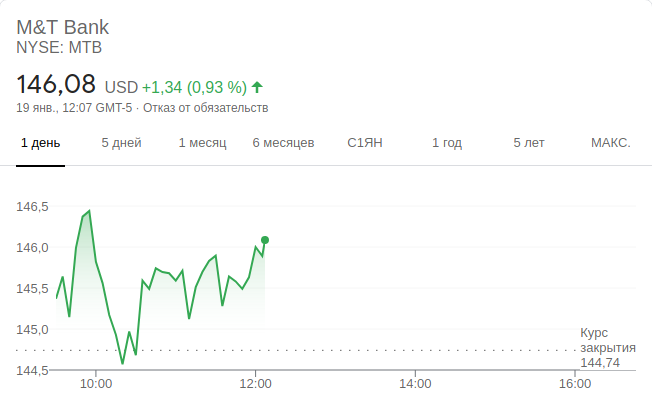 M&T Bank
NYSE: MTB
146,08 USD +1,34 (0,93 %)
19 янв., 12:07 GMT-5 · Отказ от обязательств
1 день 5 дней 1 месяц 6 месяцев С1ЯН 1 год 5 лет МАКС.
146,5
146,0
145,5
145,0
Курс
закрытия
144,74
144,5
10:00 12:00 14:00 16:00